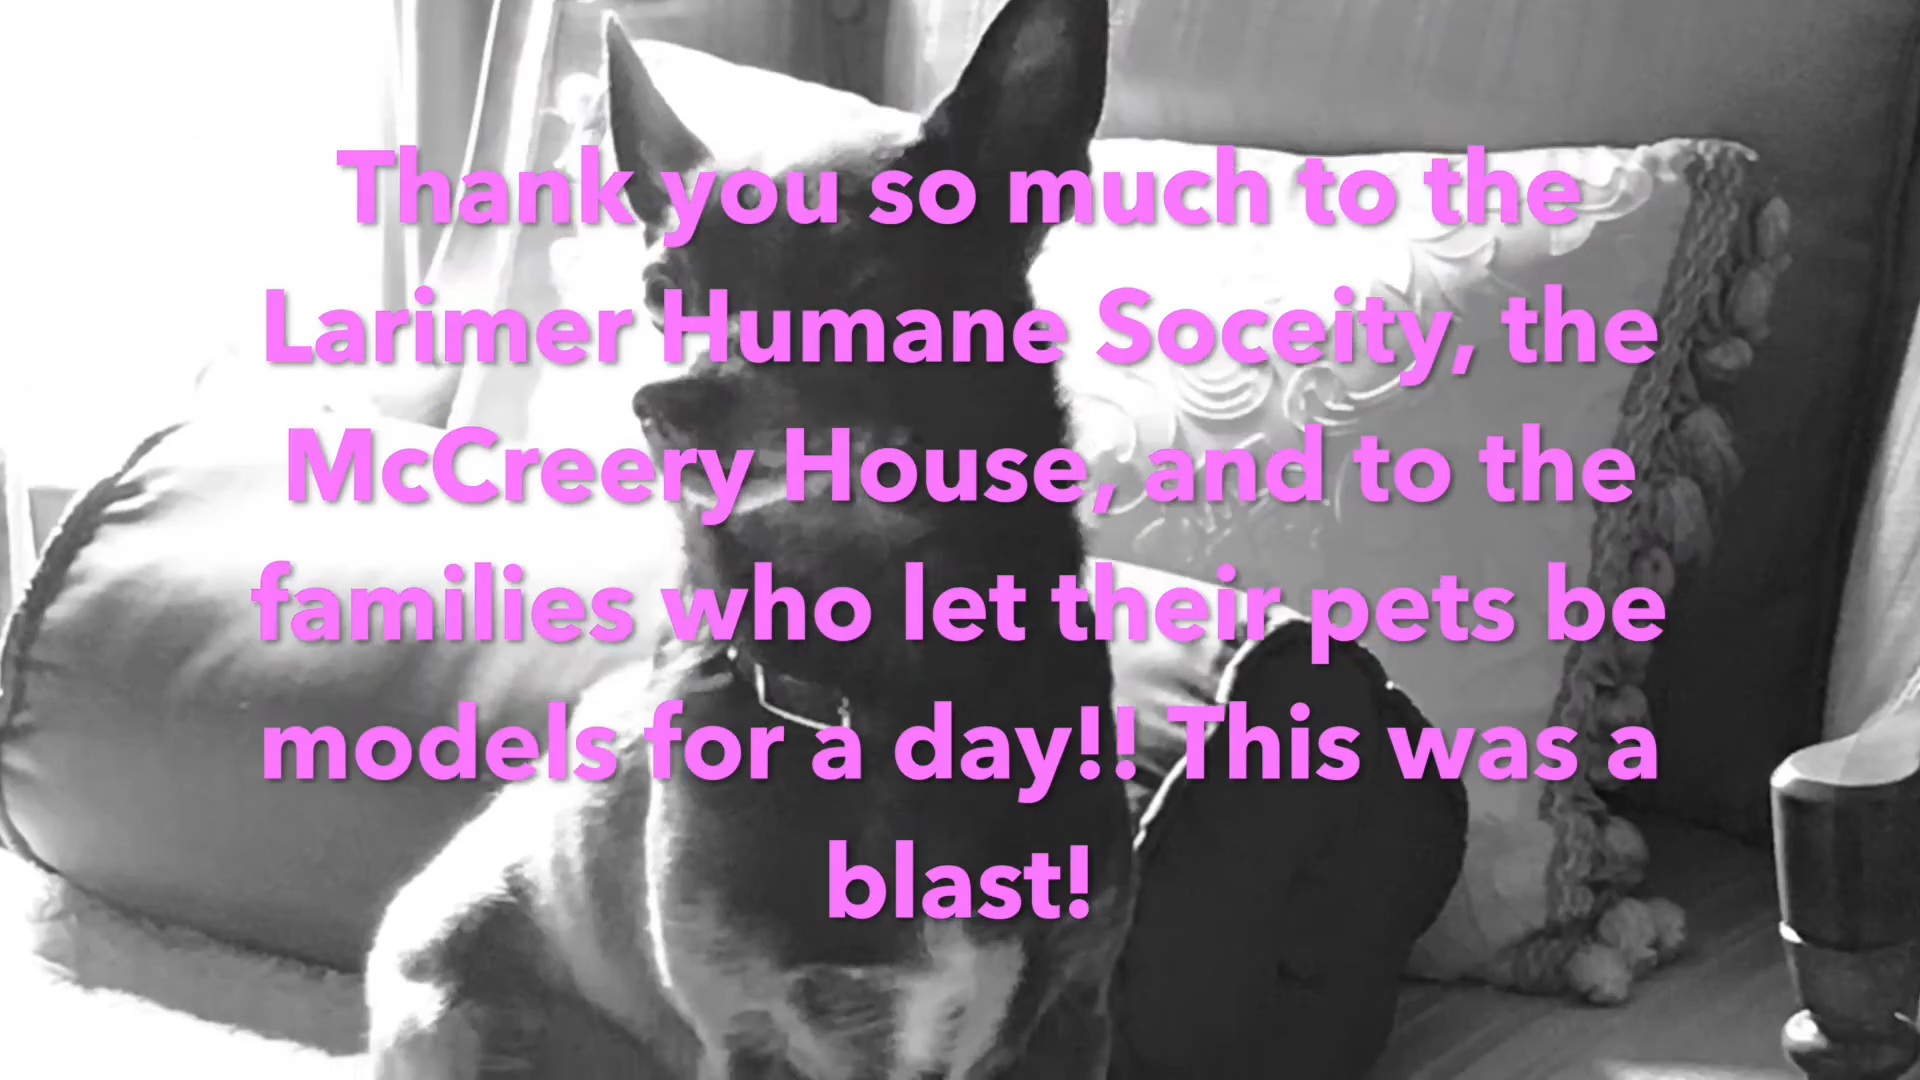 Thank you so much to the
Larimer Humane Soceity, the
McCreery House, and to the
families who let their pets be
models for a day!! This was a
blast!